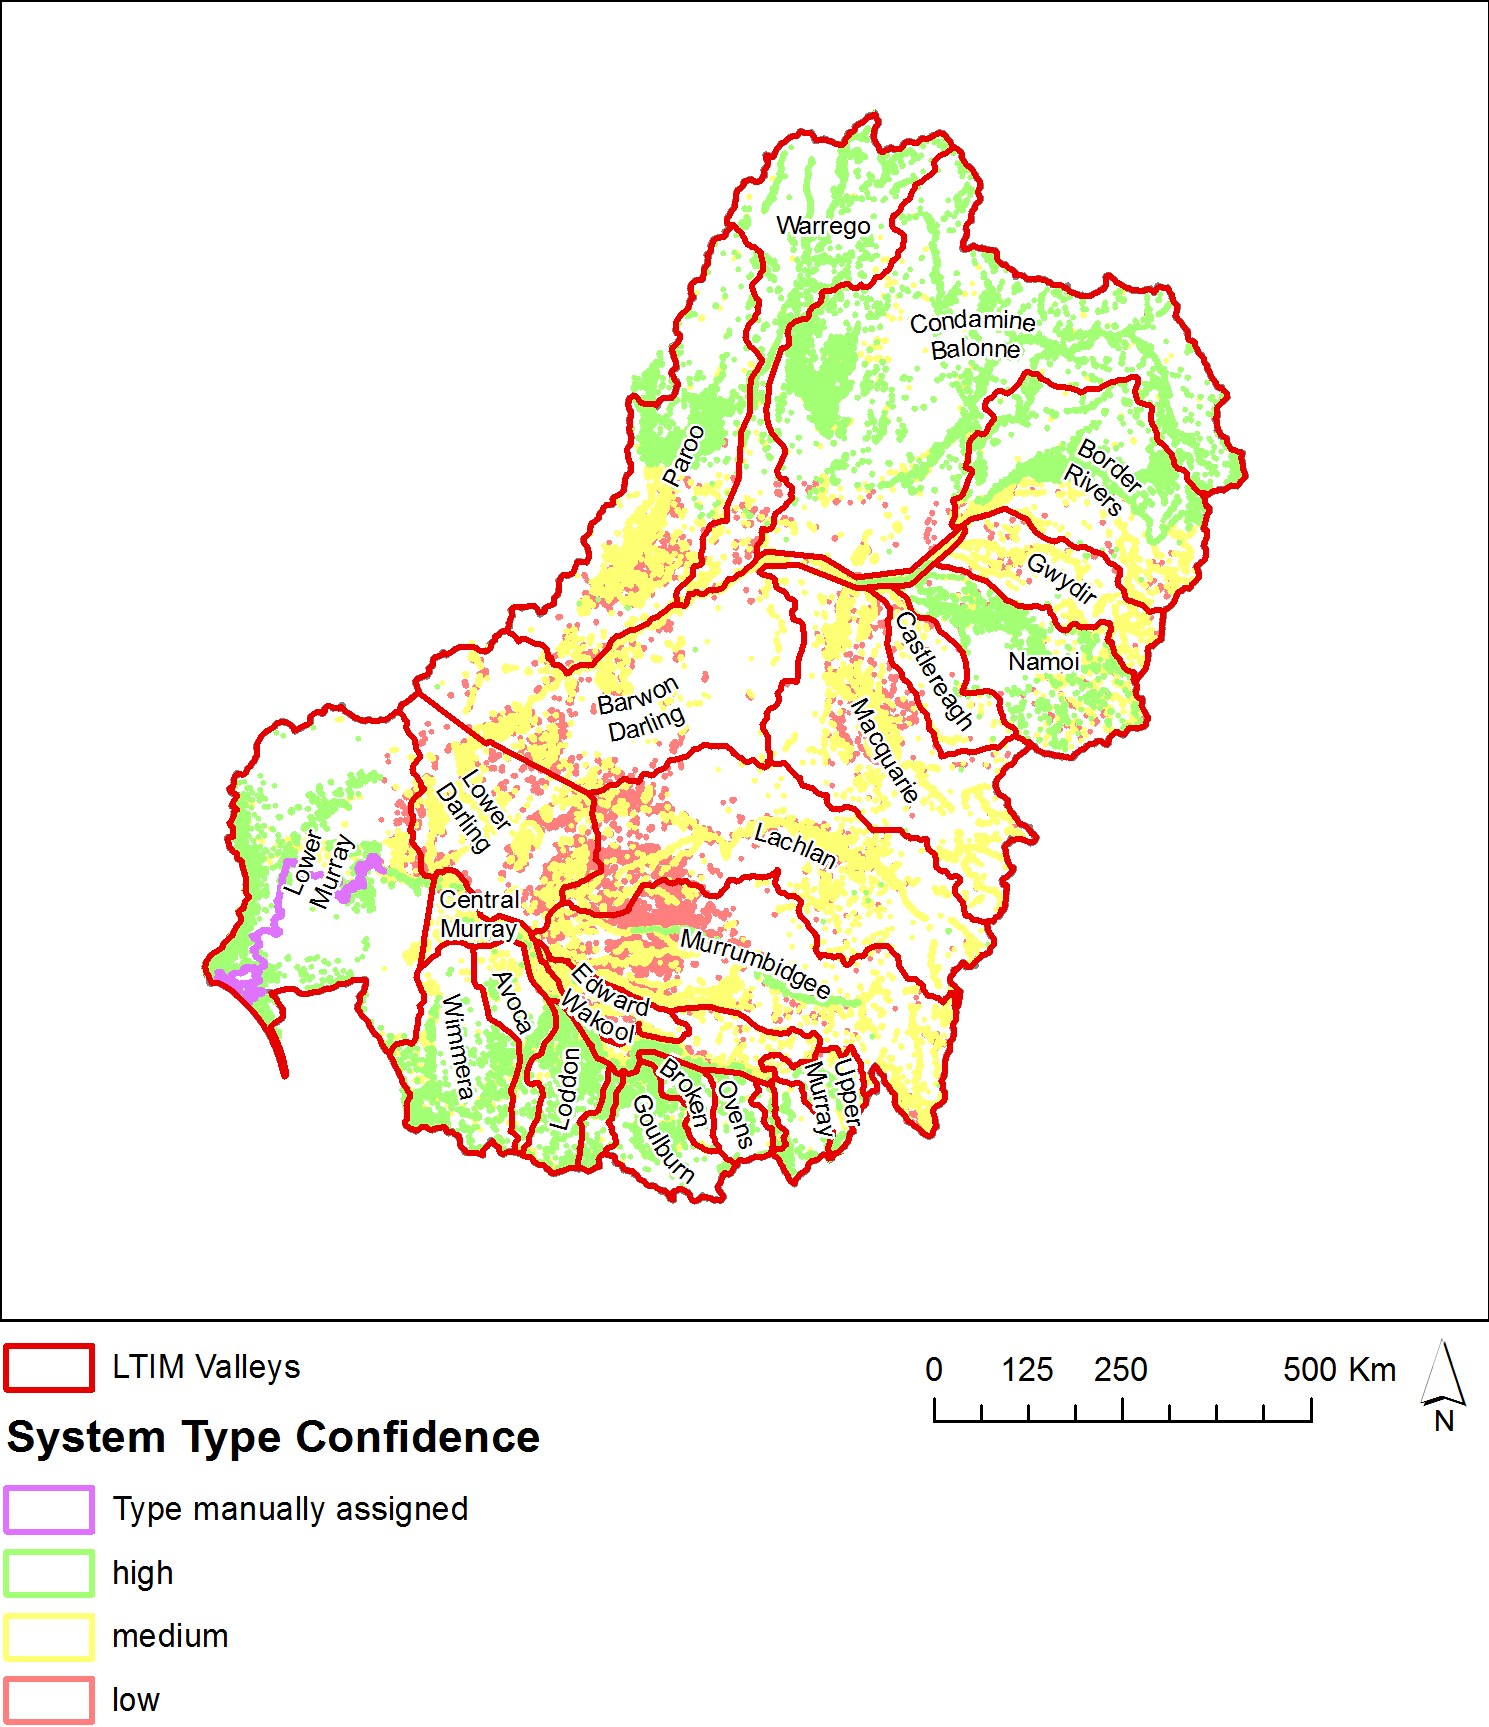 Warrego
Condamine
Balonne
Paroo
Border
Rivers
Gwydir
Castlereagh
Namoi
Barwon
Darling
Macquarie
Lower
Darling
Lachlan
Lower
Murray
Central
Murray
Murrumbidgee
Edward
Wakool
Avoca
Wimmera
Loddon
Broken
Ovens
Upper
Murray
Goulburn
LTIM Valleys
0 125 250 500 Km
N
System Type Confidence
Type manually assigned
high
medium
low